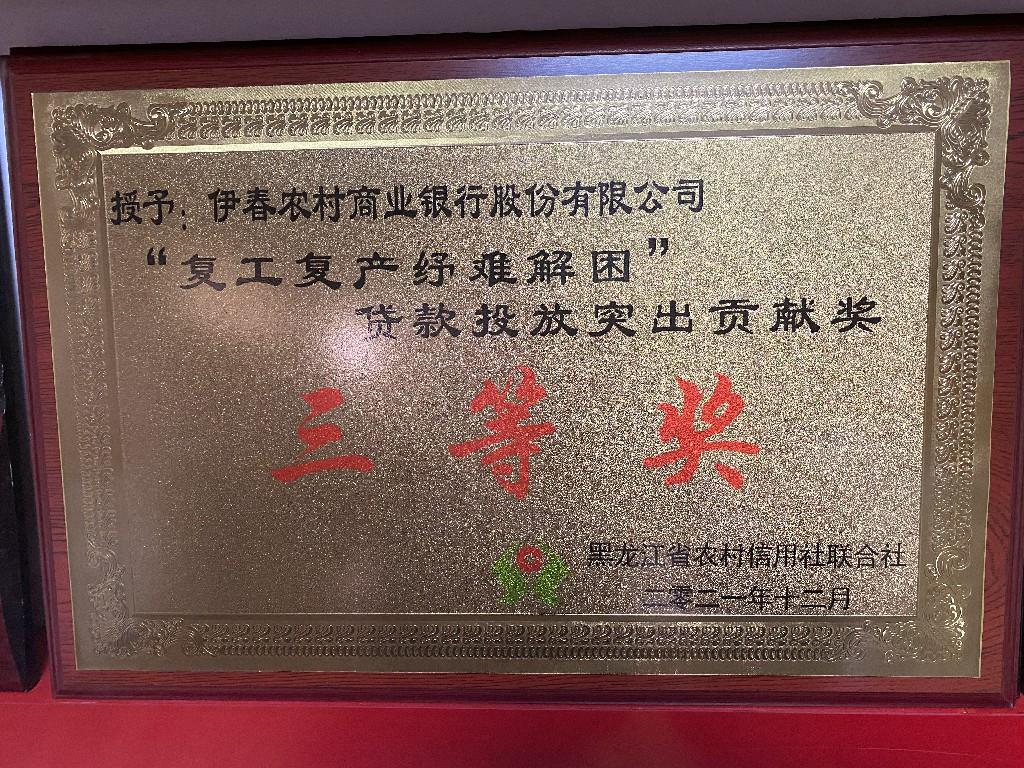 授予：伊春农村商业银行股份有限公司
“复工复产纾难解困”
贷款投放突出贡献奖
三等奖
黑龙江省农村信用社联合社
二零二一年十二月